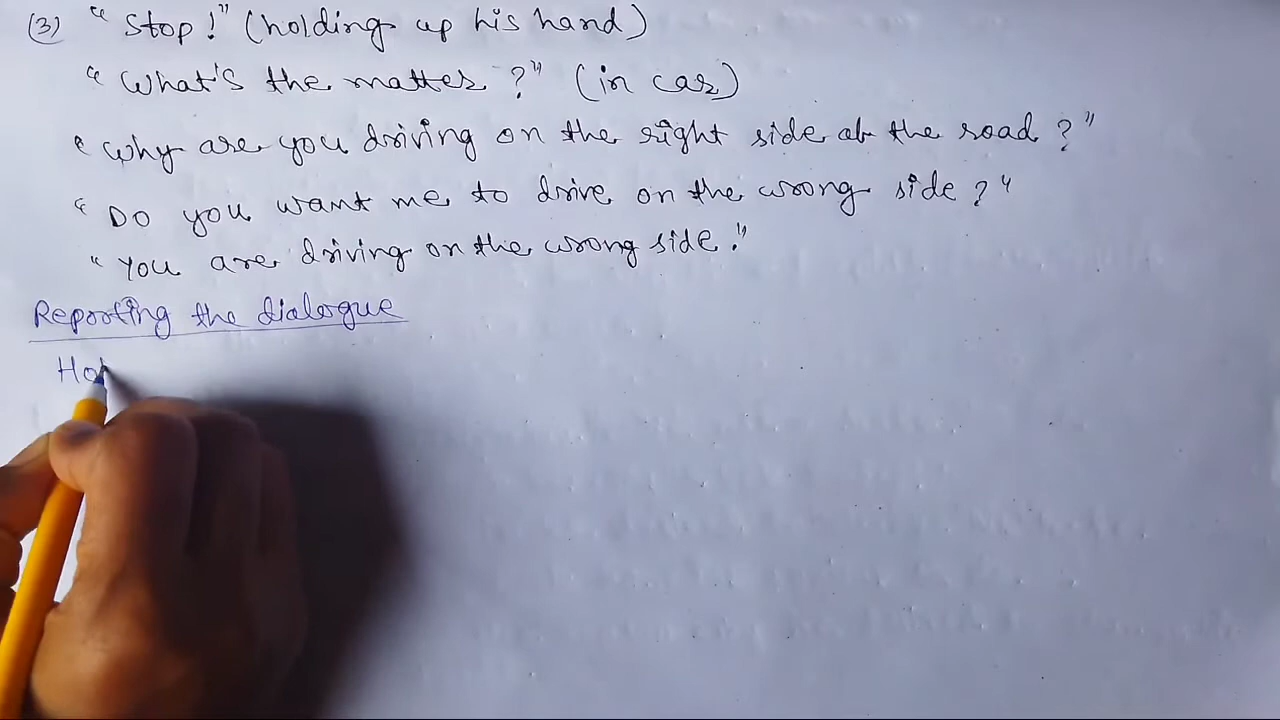 (3) "Stop!" (holding up his hand)
"What's the matter?" (in car)
"Why are you driving on the right side of the road?"
"Do you want me to drive on the wrong side?"
"You are driving on the wrong side."
Reporting the dialogue
Hol